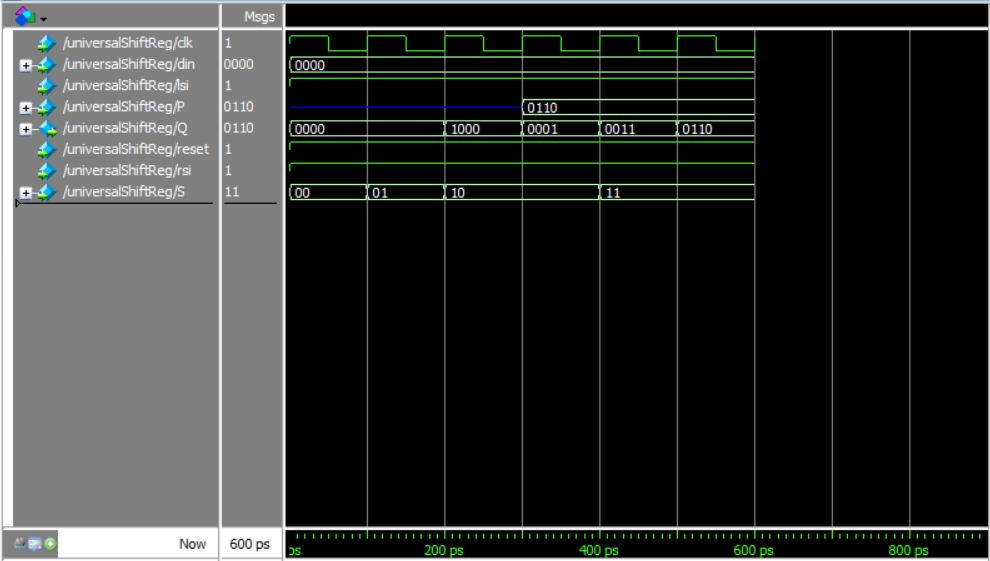 Msgs
/universalShiftReg/clk 1
/universalShiftReg/din 0000 0000
/universalShiftReg/lsi 1
/universalShiftReg/P 0110 0110
/universalShiftReg/Q 0110 0000 1000 0001 0011 0110
/universalShiftReg/reset 1
/universalShiftReg/rsi 1
/universalShiftReg/S 11 00 01 10 11
Now 600 ps ps 200 ps 400 ps 600 ps 800 ps